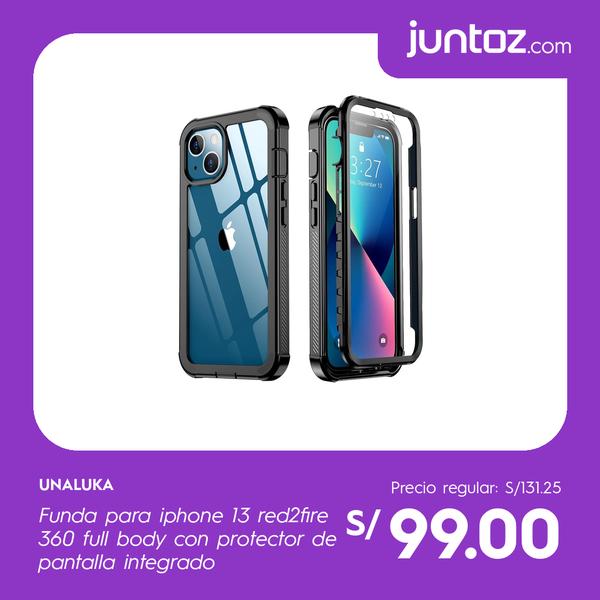 juntoz.com
3:27
UNALUKA
Funda para iphone 13 red2fire
360 full body con protector de
pantalla integrado
Precio regular: S/131.25
S/99.00